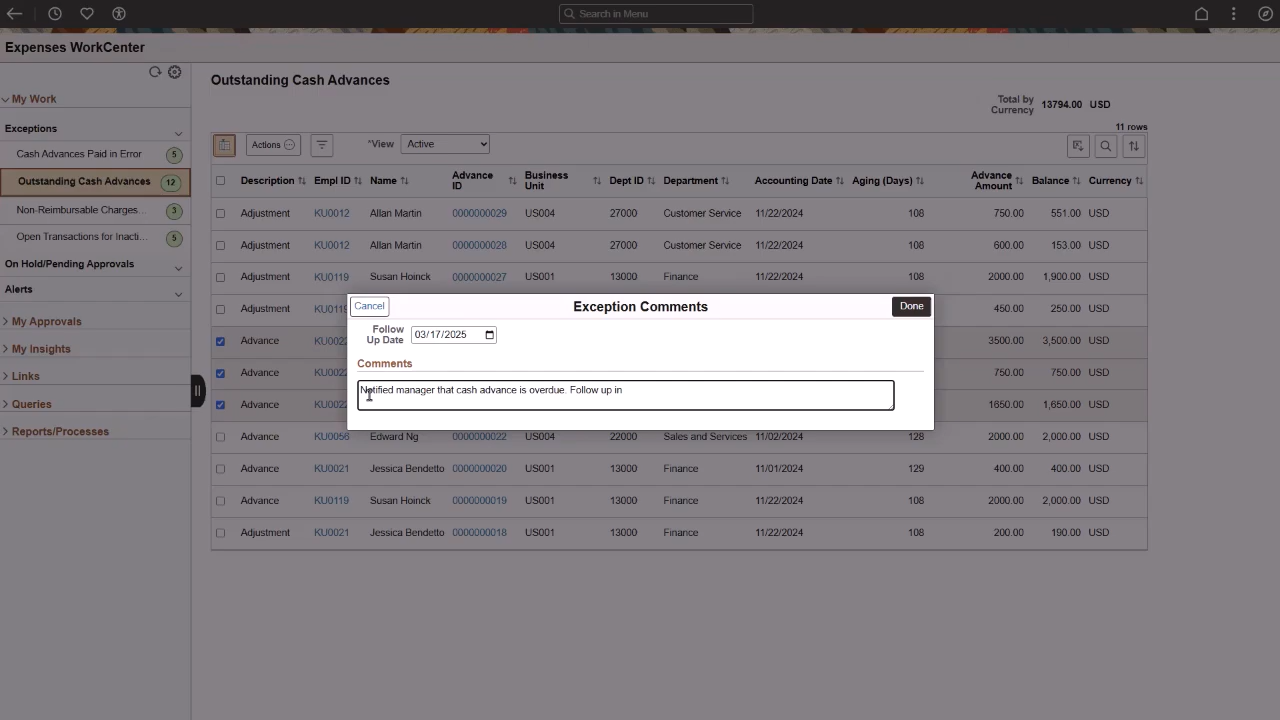 Search in Menu
Expenses WorkCenter
My Work
Exceptions
Cash Advances Paid in Error 5
Outstanding Cash Advances 12
Non-Reimbursable Charges... 3
Open Transactions for Inacti... 5
On Hold/Pending Approvals
Alerts
My Approvals
My Insights
Links
Queries
Reports/Processes
Outstanding Cash Advances
Total by Currency 13794.00 USD
11 rows
Actions *View Active
Description Empl ID Name Advance ID Business Unit Dept ID Department Accounting Date Aging (Days) Advance Amount Balance Currency
Adjustment KU0012 Allan Martin 0000000029 US004 27000 Customer Service 11/22/2024 108 750.00 551.00 USD
Adjustment KU0012 Allan Martin 0000000028 US004 27000 Customer Service 11/22/2024 108 600.00 153.00 USD
Adjustment KU0119 Susan Hoinck 0000000027 US001 13000 Finance 11/22/2024 108 2000.00 1,900.00 USD
Adjustment 450.00 250.00 USD
Advance 3500.00 3,500.00 USD
Advance 750.00 750.00 USD
Advance 1650.00 1,650.00 USD
Advance KU0056 Edward Ng 0000000022 US004 22000 Sales and Services 11/02/2024 128 2000.00 2,000.00 USD
Advance KU0021 Jessica Bendetto 0000000020 US001 13000 Finance 11/01/2024 129 400.00 400.00 USD
Advance KU0119 Susan Hoinck 0000000019 US001 13000 Finance 11/22/2024 108 2000.00 2,000.00 USD
Adjustment KU0021 Jessica Bendetto 0000000018 US001 13000 Finance 11/22/2024 108 200.00 190.00 USD
Cancel Exception Comments Done
Follow Up Date 03/17/2025
Comments
Notified manager that cash advance is overdue. Follow up in